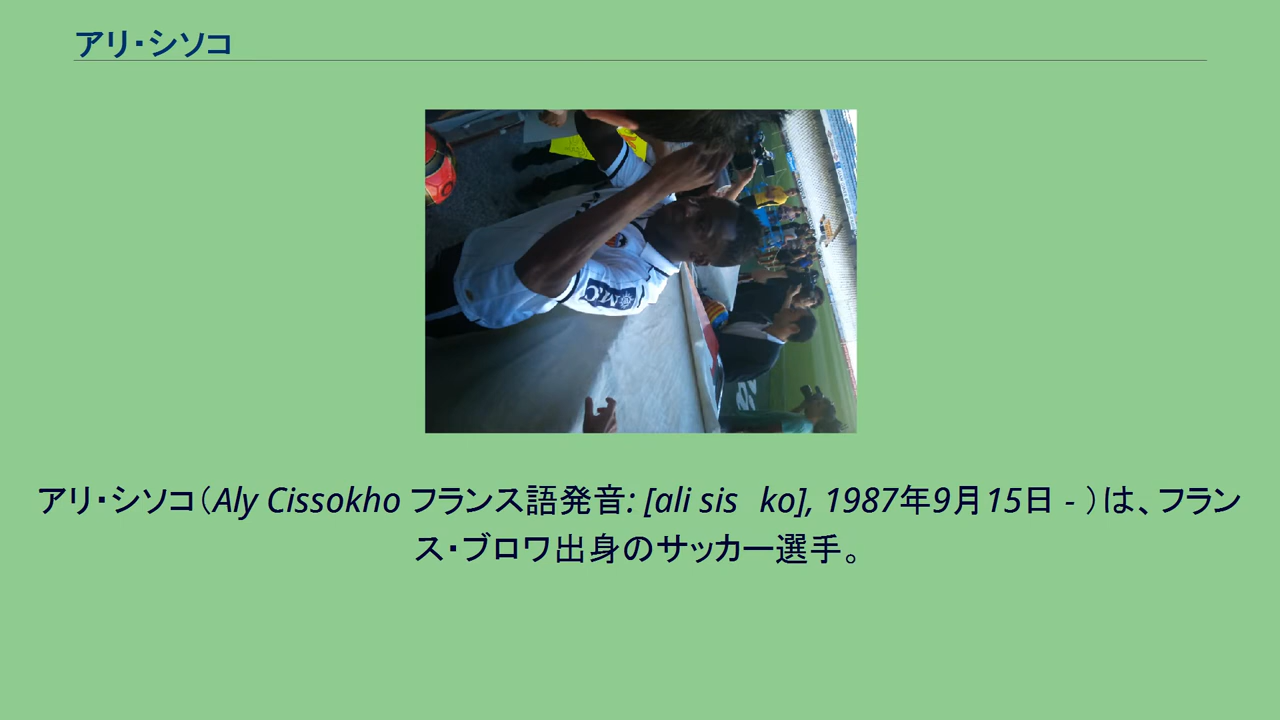 アリ・シソコ
アリ・シソコ（Aly Cissokho フランス語発音: [ali sis  ko], 1987年9月15日 - ）は、フラン
ス・ブロワ出身のサッカー選手。